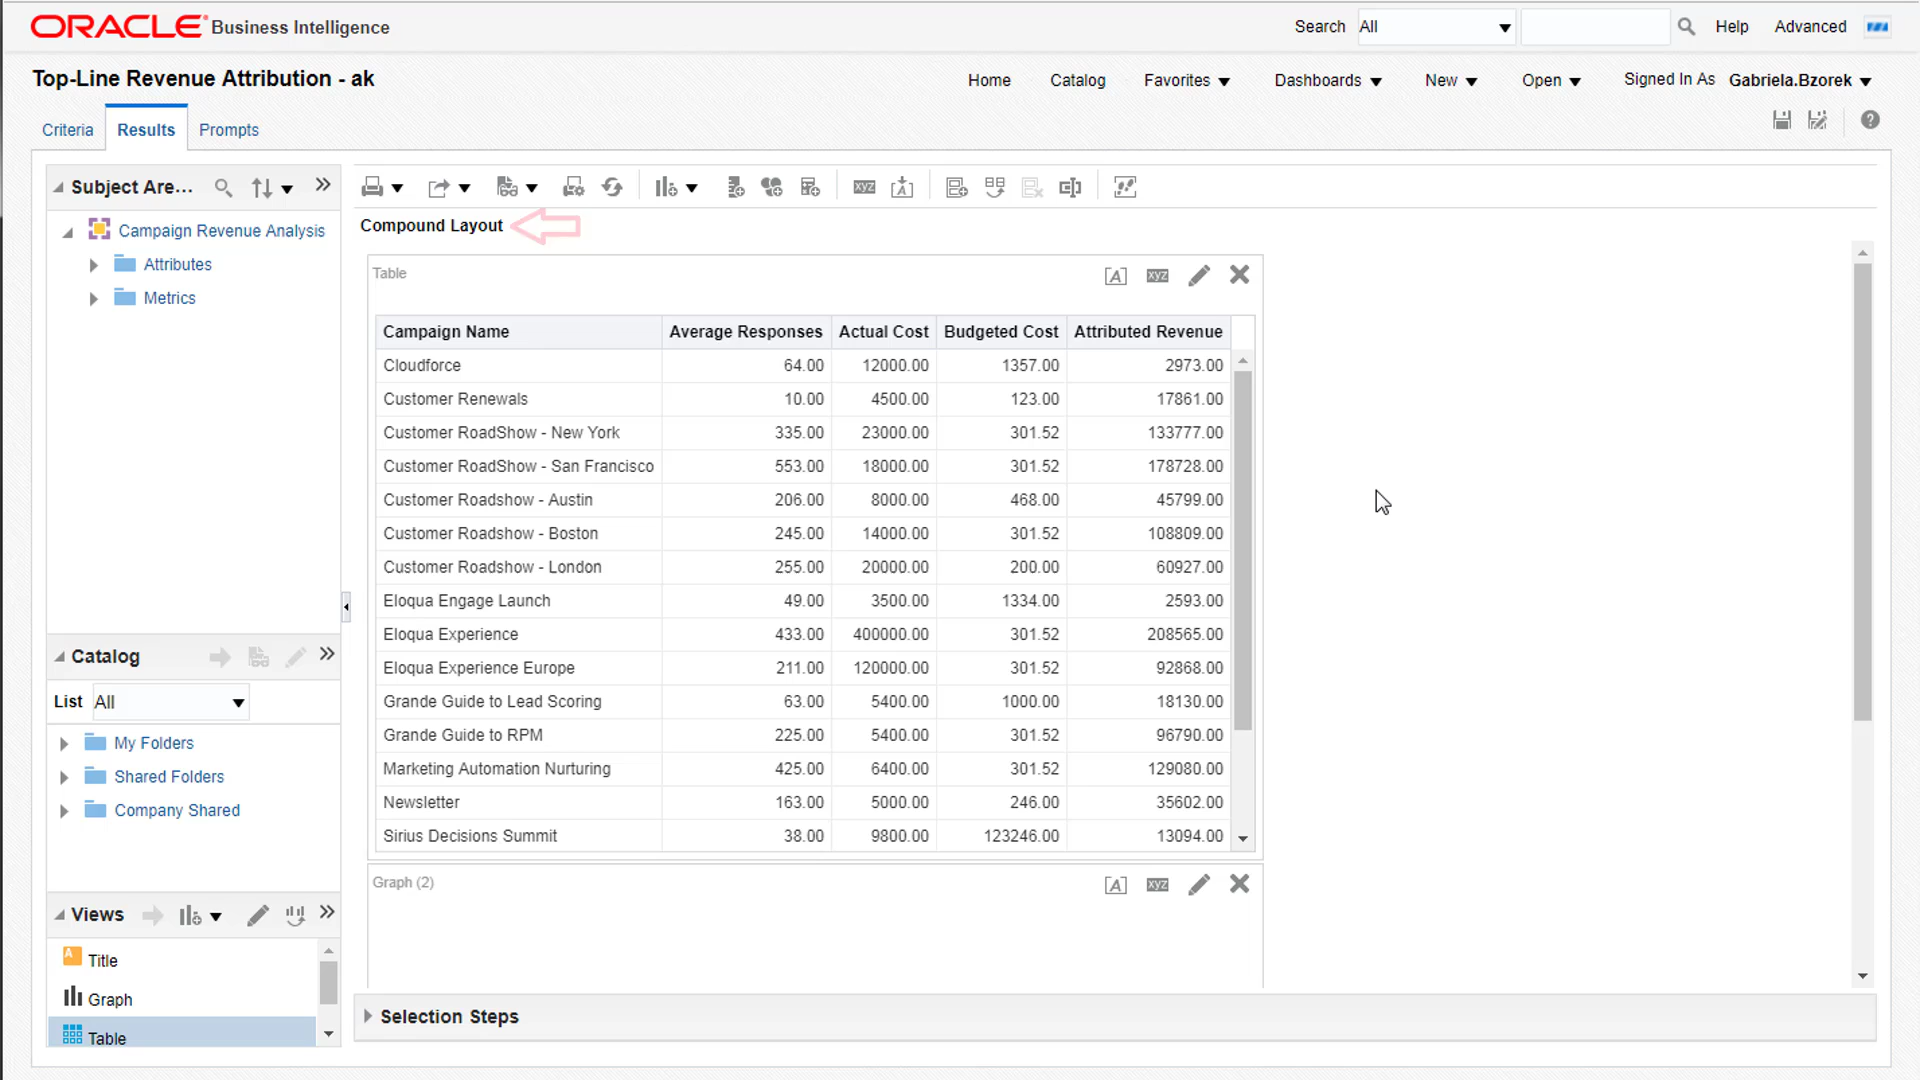 ORACLE Business Intelligence
Search All Help Advanced
Top-Line Revenue Attribution - ak
Home Catalog Favorites Dashboards New Open Signed In As Gabriela.Bzorek
Criteria Results Prompts
Subject Are...
Campaign Revenue Analysis
Attributes
Metrics
Catalog
List All
My Folders
Shared Folders
Company Shared
Views
Title
Graph
Table
xyz
Compound Layout
Table
[A] xyz
Campaign Name Average Responses Actual Cost Budgeted Cost Attributed Revenue
Cloudforce 64.00 12000.00 1357.00 2973.00
Customer Renewals 10.00 4500.00 123.00 17861.00
Customer RoadShow - New York 335.00 23000.00 301.52 133777.00
Customer RoadShow - San Francisco 553.00 18000.00 301.52 178728.00
Customer Roadshow - Austin 206.00 8000.00 468.00 45799.00
Customer Roadshow - Boston 245.00 14000.00 301.52 108809.00
Customer Roadshow - London 255.00 20000.00 200.00 60927.00
Eloqua Engage Launch 49.00 3500.00 1334.00 2593.00
Eloqua Experience 433.00 400000.00 301.52 208565.00
Eloqua Experience Europe 211.00 120000.00 301.52 92868.00
Grande Guide to Lead Scoring 63.00 5400.00 1000.00 18130.00
Grande Guide to RPM 225.00 5400.00 301.52 96790.00
Marketing Automation Nurturing 425.00 6400.00 301.52 129080.00
Newsletter 163.00 5000.00 246.00 35602.00
Sirius Decisions Summit 38.00 9800.00 123246.00 13094.00
Graph (2)
[A] xyz
Selection Steps